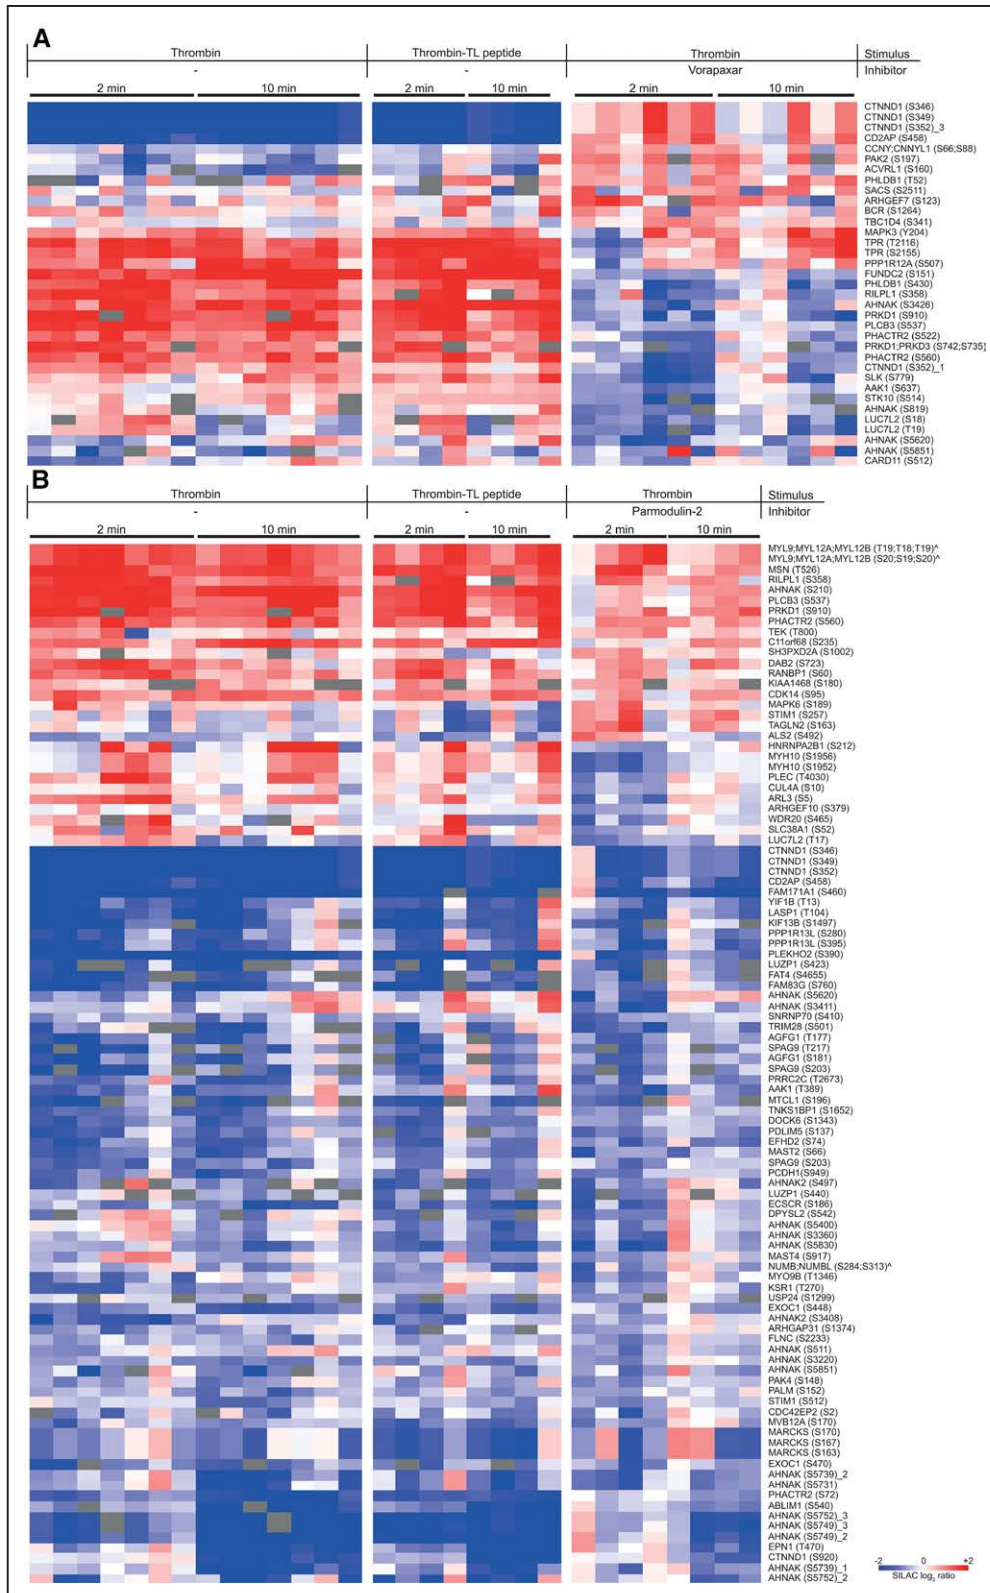 A
Thrombin Thrombin-TL peptide Thrombin Stimulus
- - Vorapaxar Inhibitor
2 min 10 min 2 min 10 min 2 min 10 min
CTNND1 (S346)
CTNND1 (S349)
CTNND1 (S352)_3
CD2AP (S458)
CCNY;CNNYL1 (S66;S88)
PAK2 (S197)
ACVRL1 (S160)
PHLDB1 (T52)
SACS (S2511)
ARHGEF7 (S123)
BCR (S1264)
TBC1D4 (S341)
MAPK3 (Y204)
TPR (T2116)
TPR (S2155)
PPP1R12A (S507)
FUNDC2 (S151)
PHLDB1 (S430)
RILPL1 (S358)
AHNAK (S3426)
PRKD1 (S910)
PLCB3 (S537)
PHACTR2 (S522)
PRKD1;PRKD3 (S742;S735)
PHACTR2 (S560)
CTNND1 (S352)_1
SLK (S779)
AAK1 (S637)
STK10 (S514)
AHNAK (S819)
LUC7L2 (S18)
LUC7L2 (T19)
AHNAK (S5620)
AHNAK (S5851)
CARD11 (S512)
B
Thrombin Thrombin-TL peptide Thrombin Stimulus
- - Parmodulin-2 Inhibitor
2 min 10 min 2 min 10 min 2 min 10 min
MYL9;MYL12A;MYL12B (T19;T18;T19)^
MYL9;MYL12A;MYL12B (S20;S19;S20)^
MSN (T526)
RILPL1 (S358)
AHNAK (S210)
PLCB3 (S537)
PRKD1 (S910)
PHACTR2 (S560)
TEK (T800)
C11orf68 (S235)
SH3PXD2A (S1002)
DAB2 (S723)
RANBP1 (S60)
KIAA1468 (S180)
CDK14 (S95)
MAPK6 (S189)
STIM1 (S257)
TAGLN2 (S163)
ALS2 (S492)
HNRNPA2B1 (S212)
MYH10 (S1956)
MYH10 (S1952)
PLEC (T4030)
CUL4A (S10)
ARL3 (S5)
ARHGEF10 (S379)
WDR20 (S465)
SLC38A1 (S52)
LUC7L2 (T17)
CTNND1 (S346)
CTNND1 (S349)
CTNND1 (S352)
CD2AP (S458)
FAM171A1 (S460)
YIF1B (T13)
LASP1 (T104)
KIF13B (S1497)
PPP1R13L (S280)
PPP1R13L (S395)
PLEKHO2 (S390)
LUZP1 (S423)
FAT4 (S4655)
FAM83G (S760)
AHNAK (S5620)
AHNAK (S3411)
SNRNP70 (S410)
TRIM28 (S501)
AGFG1 (T177)
SPAG9 (T217)
AGFG1 (S181)
SPAG9 (S203)
PRRC2C (T2673)
AAK1 (T389)
MTCL1 (S196)
TNKS1BP1 (S1652)
DOCK6 (S1343)
PDLIM5 (S137)
EFHD2 (S74)
MAST2 (S66)
SPAG9 (S203)
PCDH1(S949)
AHNAK2 (S497)
LUZP1 (S440)
ECSCR (S186)
DPYSL2 (S542)
AHNAK (S5400)
AHNAK (S3360)
AHNAK (S5830)
MAST4 (S917)
NUMB;NUMBL (S284;S313)^
MYO9B (T1346)
KSR1 (T270)
USP24 (S1299)
EXOC1 (S448)
AHNAK2 (S3408)
ARHGAP31 (S1374)
FLNC (S2233)
AHNAK (S511)
AHNAK (S3220)
AHNAK (S5851)
PAK4 (S148)
PALM (S152)
STIM1 (S512)
CDC42EP2 (S2)
MVB12A (S170)
MARCKS (S170)
MARCKS (S167)
MARCKS (S163)
EXOC1 (S470)
AHNAK (S5739)_2
AHNAK (S5731)
PHACTR2 (S72)
ABLIM1 (S540)
AHNAK (S5752)_3
AHNAK (S5749)_3
AHNAK (S5749)_2
EPN1 (T470)
CTNND1 (S920)
AHNAK (S5739)_1
AHNAK (S5752)_2
-2 0 +2
SILAC log2 ratio